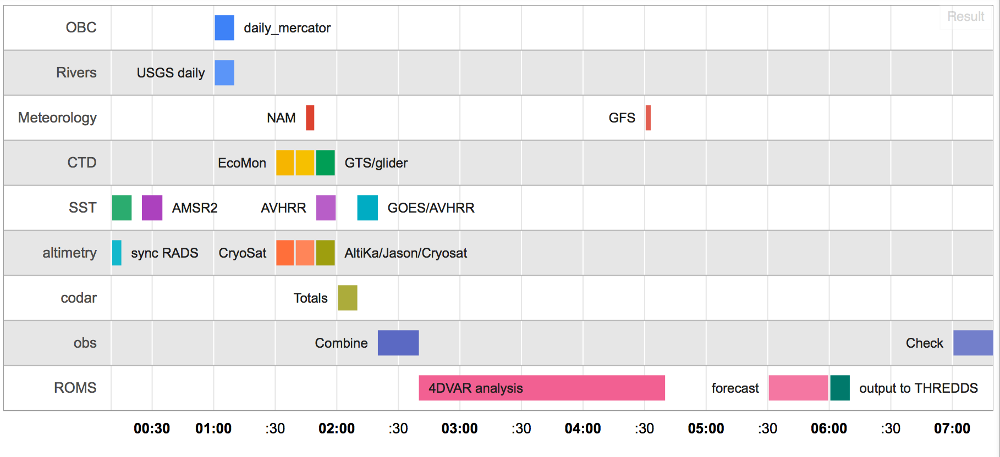 Result
OBC daily_mercator
Rivers USGS daily
Meteorology NAM GFS
CTD EcoMon GTS/glider
SST AMSR2 AVHRR GOES/AVHRR
altimetry sync RADS CryoSat AltiKa/Jason/Cryosat
codar Totals
obs Combine Check
ROMS 4DVAR analysis forecast output to THREDDS
00:30 01:00 :30 02:00 :30 03:00 :30 04:00 :30 05:00 :30 06:00 :30 07:00